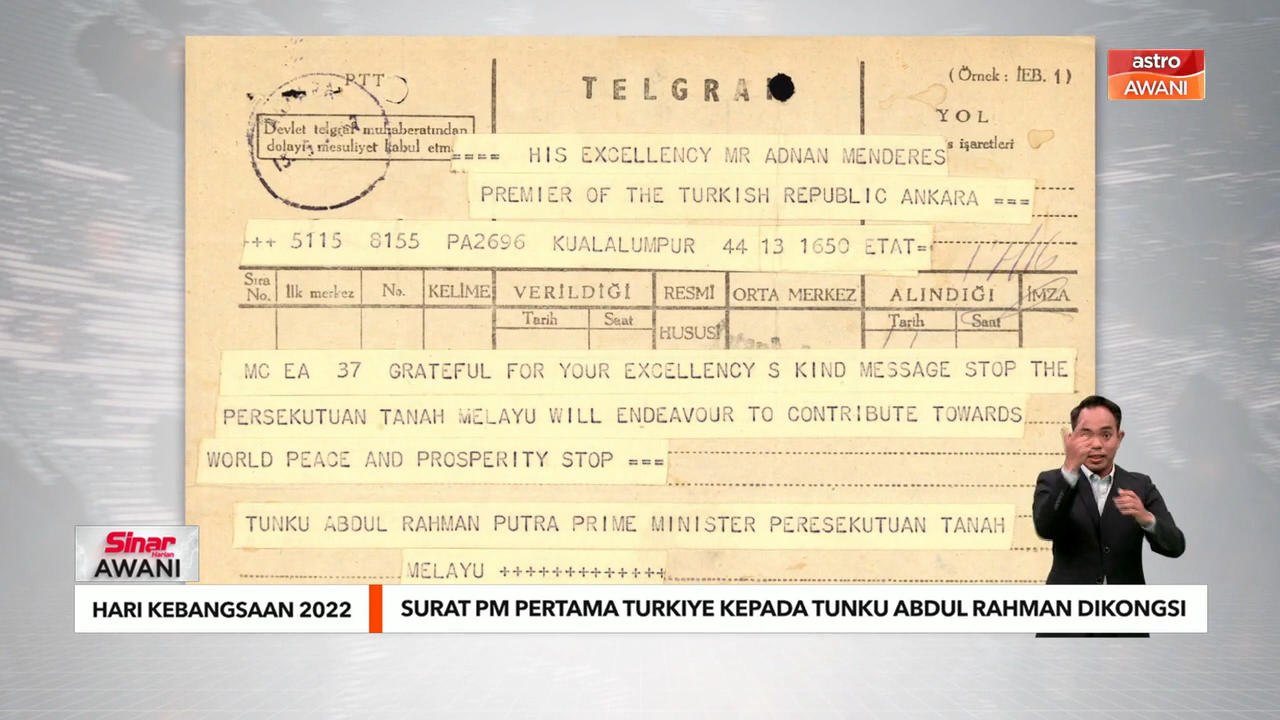 astro
AWANI
PTT
TELGRA
(Örnek : İEB. 1)
YOL
s işaretleri
Devlet telgraf muhaberatından
dolayı mesuliyet kabul etm
==== HIS EXCELLENCY MR ADNAN MENDERES
PREMIER OF THE TURKISH REPUBLIC ANKARA ===
+++ 5115 8155 PA2696 KUALALUMPUR 44 13 1650 ETAT=
Sıra No. İlk merkez No. KELİME VERİLDİĞİ RESMİ ORTA MERKEZ ALINDIĞI İMZA
Tarih Saat HUSUSİ Tarih Saat
MC EA 37 GRATEFUL FOR YOUR EXCELLENCY S KIND MESSAGE STOP THE
PERSEKUTUAN TANAH MELAYU WILL ENDEAVOUR TO CONTRIBUTE TOWARDS
WORLD PEACE AND PROSPERITY STOP ===
TUNKU ABDUL RAHMAN PUTRA PRIME MINISTER PERESEKUTUAN TANAH
MELAYU +++++++++++++
Sinar
Harian
AWANI
HARI KEBANGSAAN 2022
SURAT PM PERTAMA TURKIYE KEPADA TUNKU ABDUL RAHMAN DIKONGSI